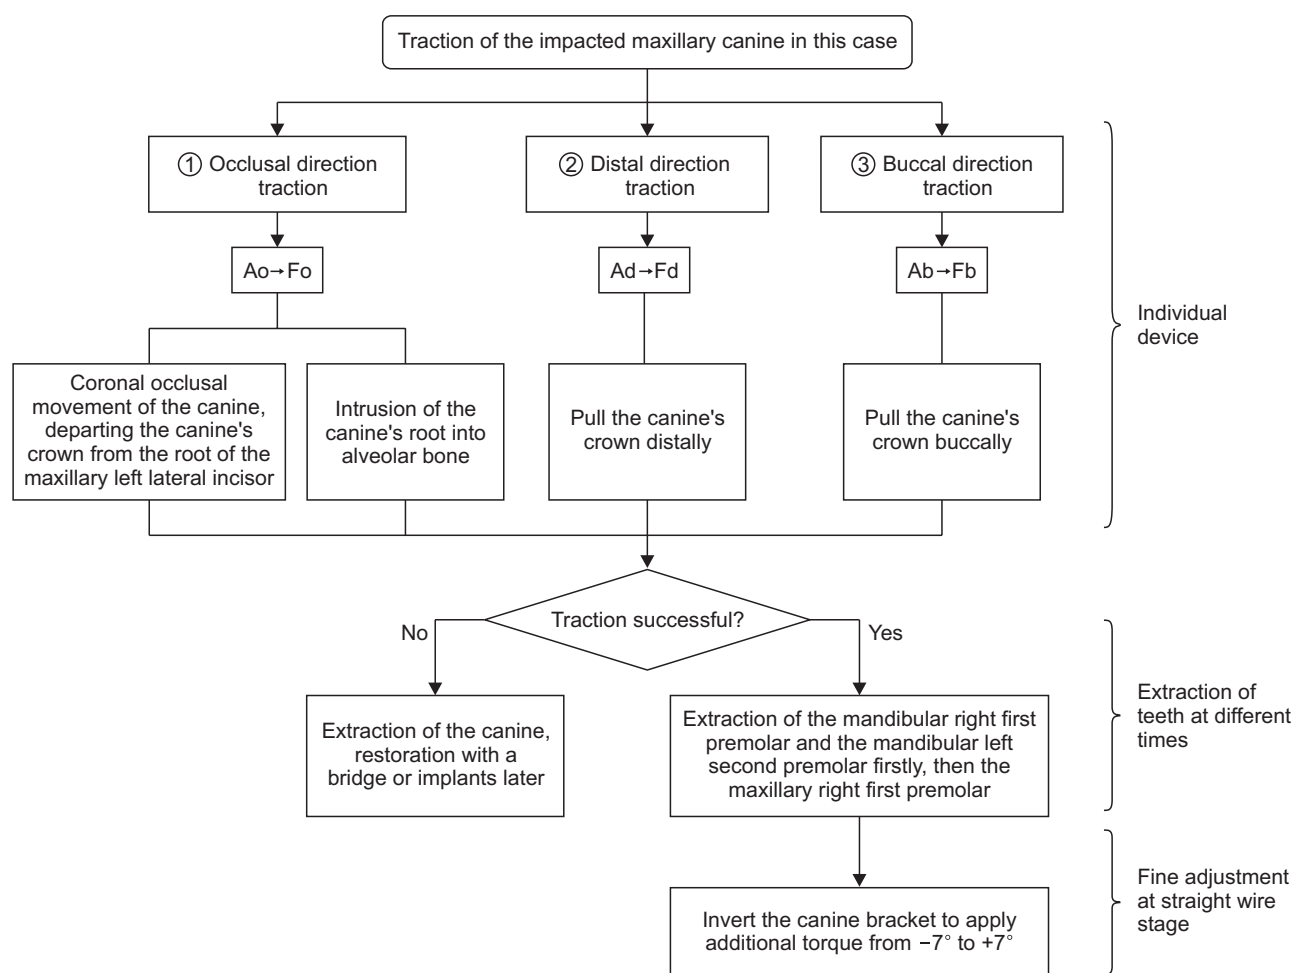 Traction of the impacted maxillary canine in this case
① Occlusal direction
traction
② Distal direction
traction
③ Buccal direction
traction
Ao→Fo
Ad→Fd
Ab→Fb
Individual
device
Coronal occlusal
movement of the canine,
departing the canine's
crown from the root of the
maxillary left lateral incisor
Intrusion of the
canine's root into
alveolar bone
Pull the canine's
crown distally
Pull the canine's
crown buccally
Traction successful?
No
Yes
Extraction of the canine,
restoration with a
bridge or implants later
Extraction of the mandibular right first
premolar and the mandibular left
second premolar firstly, then the
maxillary right first premolar
Extraction of
teeth at different
times
Invert the canine bracket to apply
additional torque from −7° to +7°
Fine adjustment
at straight wire
stage